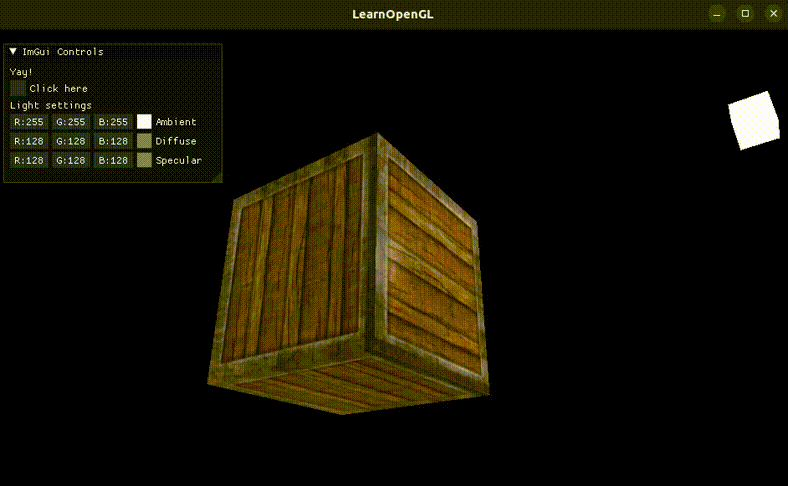 LearnOpenGL
ImGui Controls
Yay!
Click here
Light settings
R:255 G:255 B:255 Ambient
R:128 G:128 B:128 Diffuse
R:128 G:128 B:128 Specular